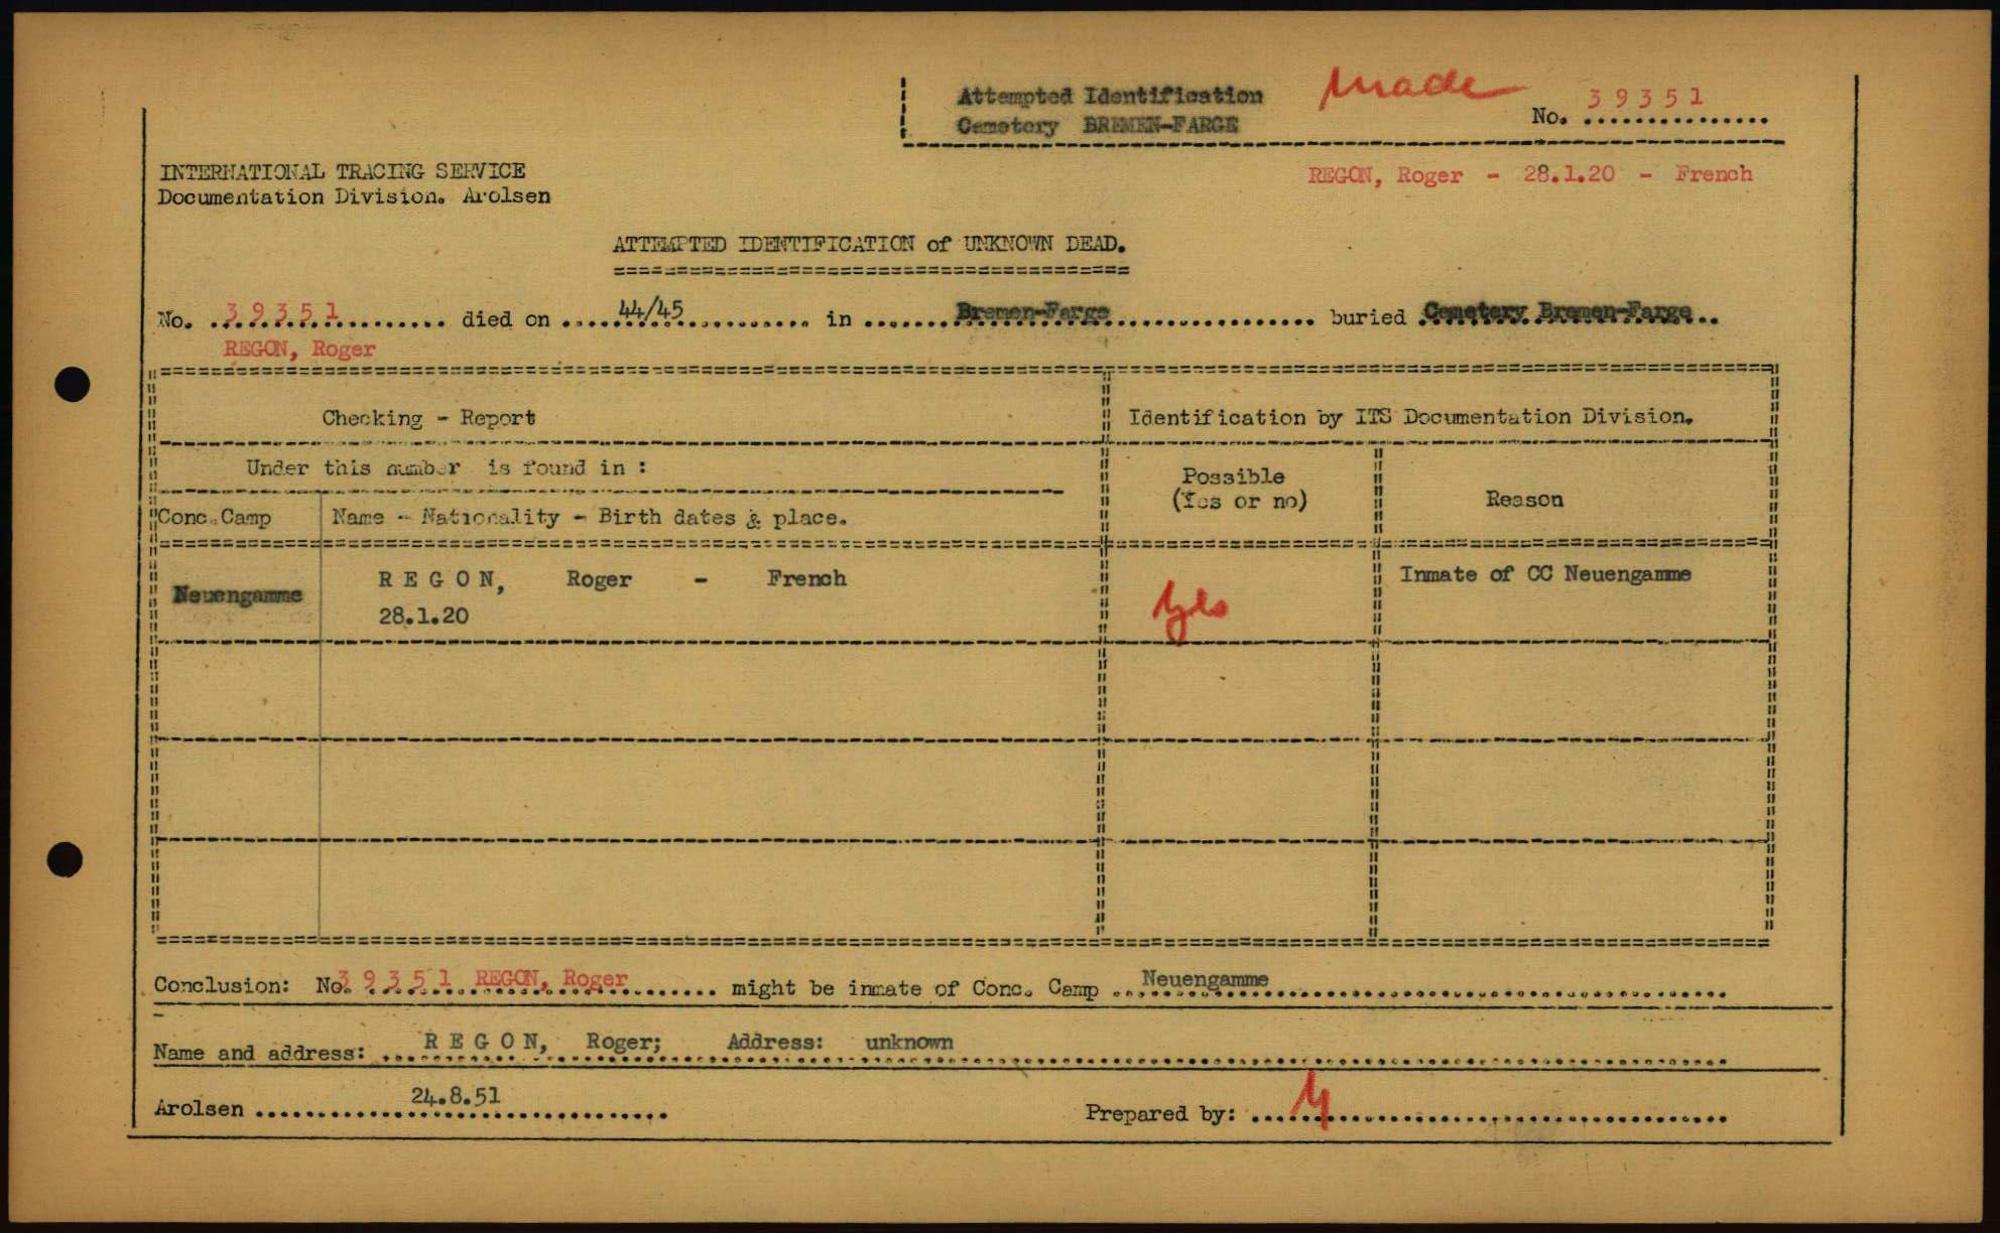 Attempted Identification made
Cemetery BREMEN-FARGE No. 39351
INTERNATIONAL TRACING SERVICE REGON, Roger - 28.1.20 - French
Documentation Division. Arolsen
ATTEMPTED IDENTIFICATION of UNKNOWN DEAD.
No. 39351 died on 44/45 in Bremen-Farge buried Cemetery Bremen-Farge
REGON, Roger
Checking - Report Identification by ITS Documentation Division.
Under this number is found in :
Possible
(Yes or no) Reason
Conc.Camp Name - Nationality - Birth dates & place.
Neuengamme R E G O N, Roger - French Yes Inmate of CC Neuengamme
28.1.20
Conclusion: No. 39351 REGON, Roger might be inmate of Conc. Camp Neuengamme
Name and address: R E G O N, Roger; Address: unknown
Arolsen 24.8.51 Prepared by: